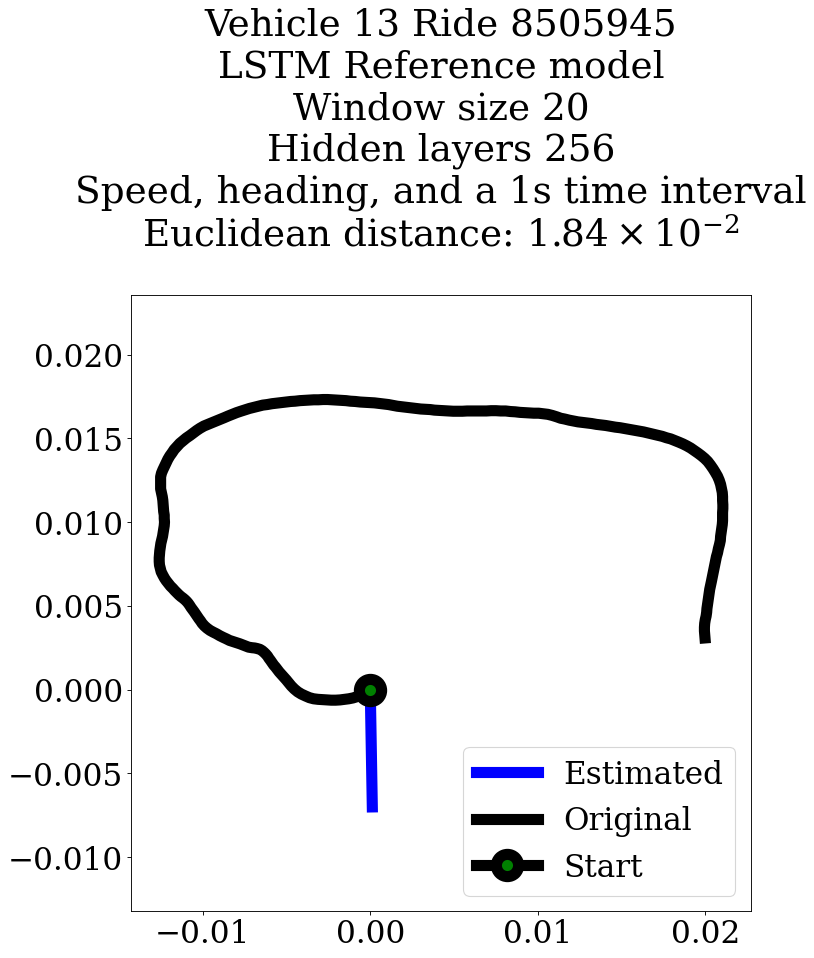 Vehicle 13 Ride 8505945
LSTM Reference model
Window size 20
Hidden layers 256
Speed, heading, and a 1s time interval
Euclidean distance: 1.84 × 10⁻²
0.020
0.015
0.010
0.005
0.000
−0.005
−0.010
Estimated
Original
Start
−0.01
0.00
0.01
0.02